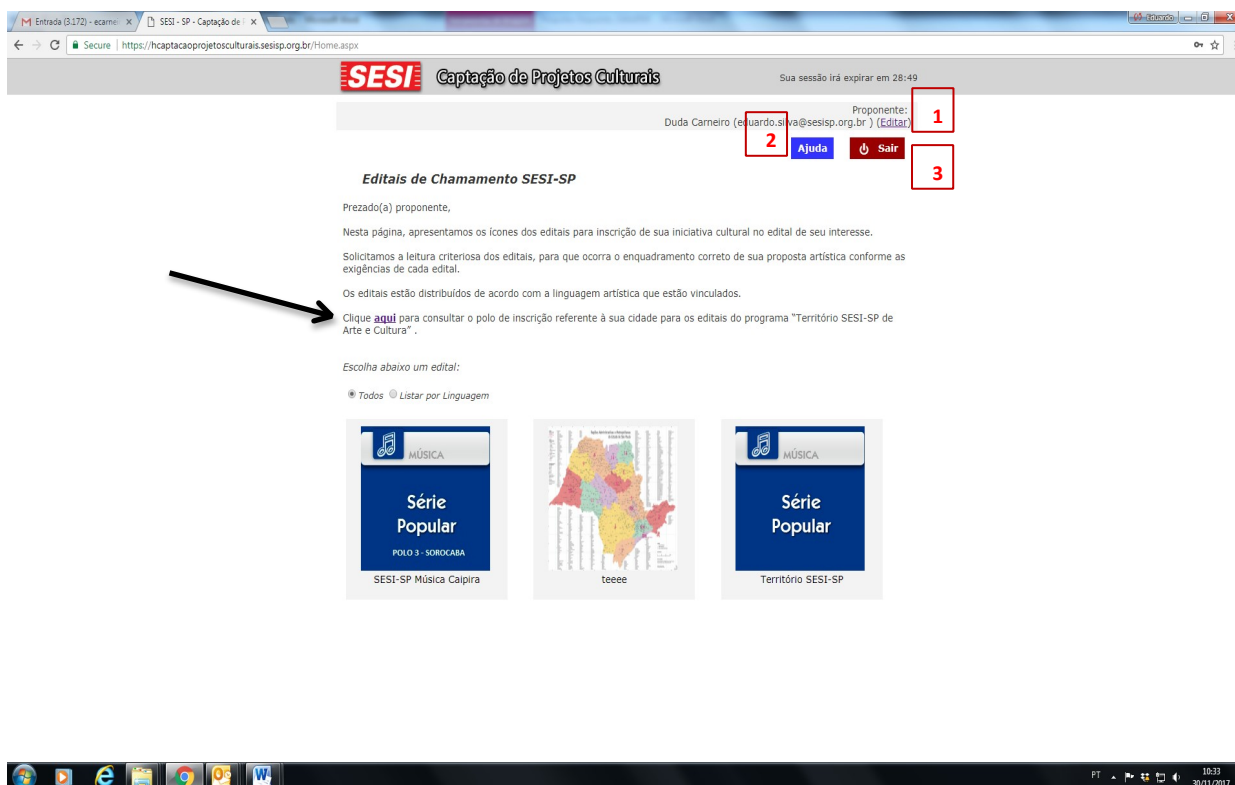 Entrada (3.172) - ecarne
SESI - SP - Captação de
Eduardo
Secure | https://hcaptacaoprojetosculturais.sesisp.org.br/Home.aspx
SESI Captação de Projetos Culturais Sua sessão irá expirar em 28:49
Proponente:
1
Duda Carneiro (eduardo.silva@sesisp.org.br ) (Editar)
2 Ajuda Sair
3
Editais de Chamamento SESI-SP
Prezado(a) proponente,
Nesta página, apresentamos os ícones dos editais para inscrição de sua iniciativa cultural no edital de seu interesse.
Solicitamos a leitura criteriosa dos editais, para que ocorra o enquadramento correto de sua proposta artística conforme as
exigências de cada edital.
Os editais estão distribuídos de acordo com a linguagem artística que estão vinculados.
Clique aqui para consultar o polo de inscrição referente à sua cidade para os editais do programa “Território SESI-SP de
Arte e Cultura” .
Escolha abaixo um edital:
Todos Listar por Linguagem
MÚSICA
Série
Popular
POLO 3 - SOROCABA
SESI-SP Música Caipira
teeee
MÚSICA
Série
Popular
Território SESI-SP
PT
10:33
30/11/2017